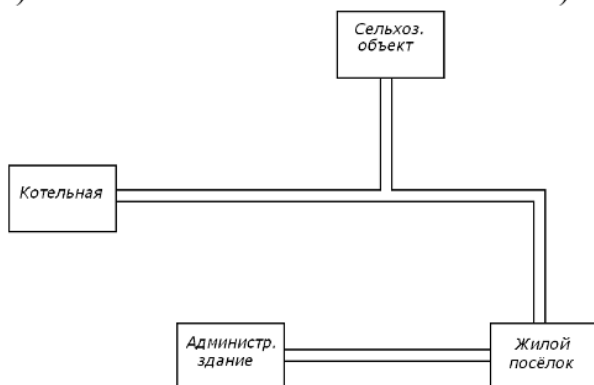 Сельхоз.
объект
Котельная
Администр.
здание
Жилой
посёлок